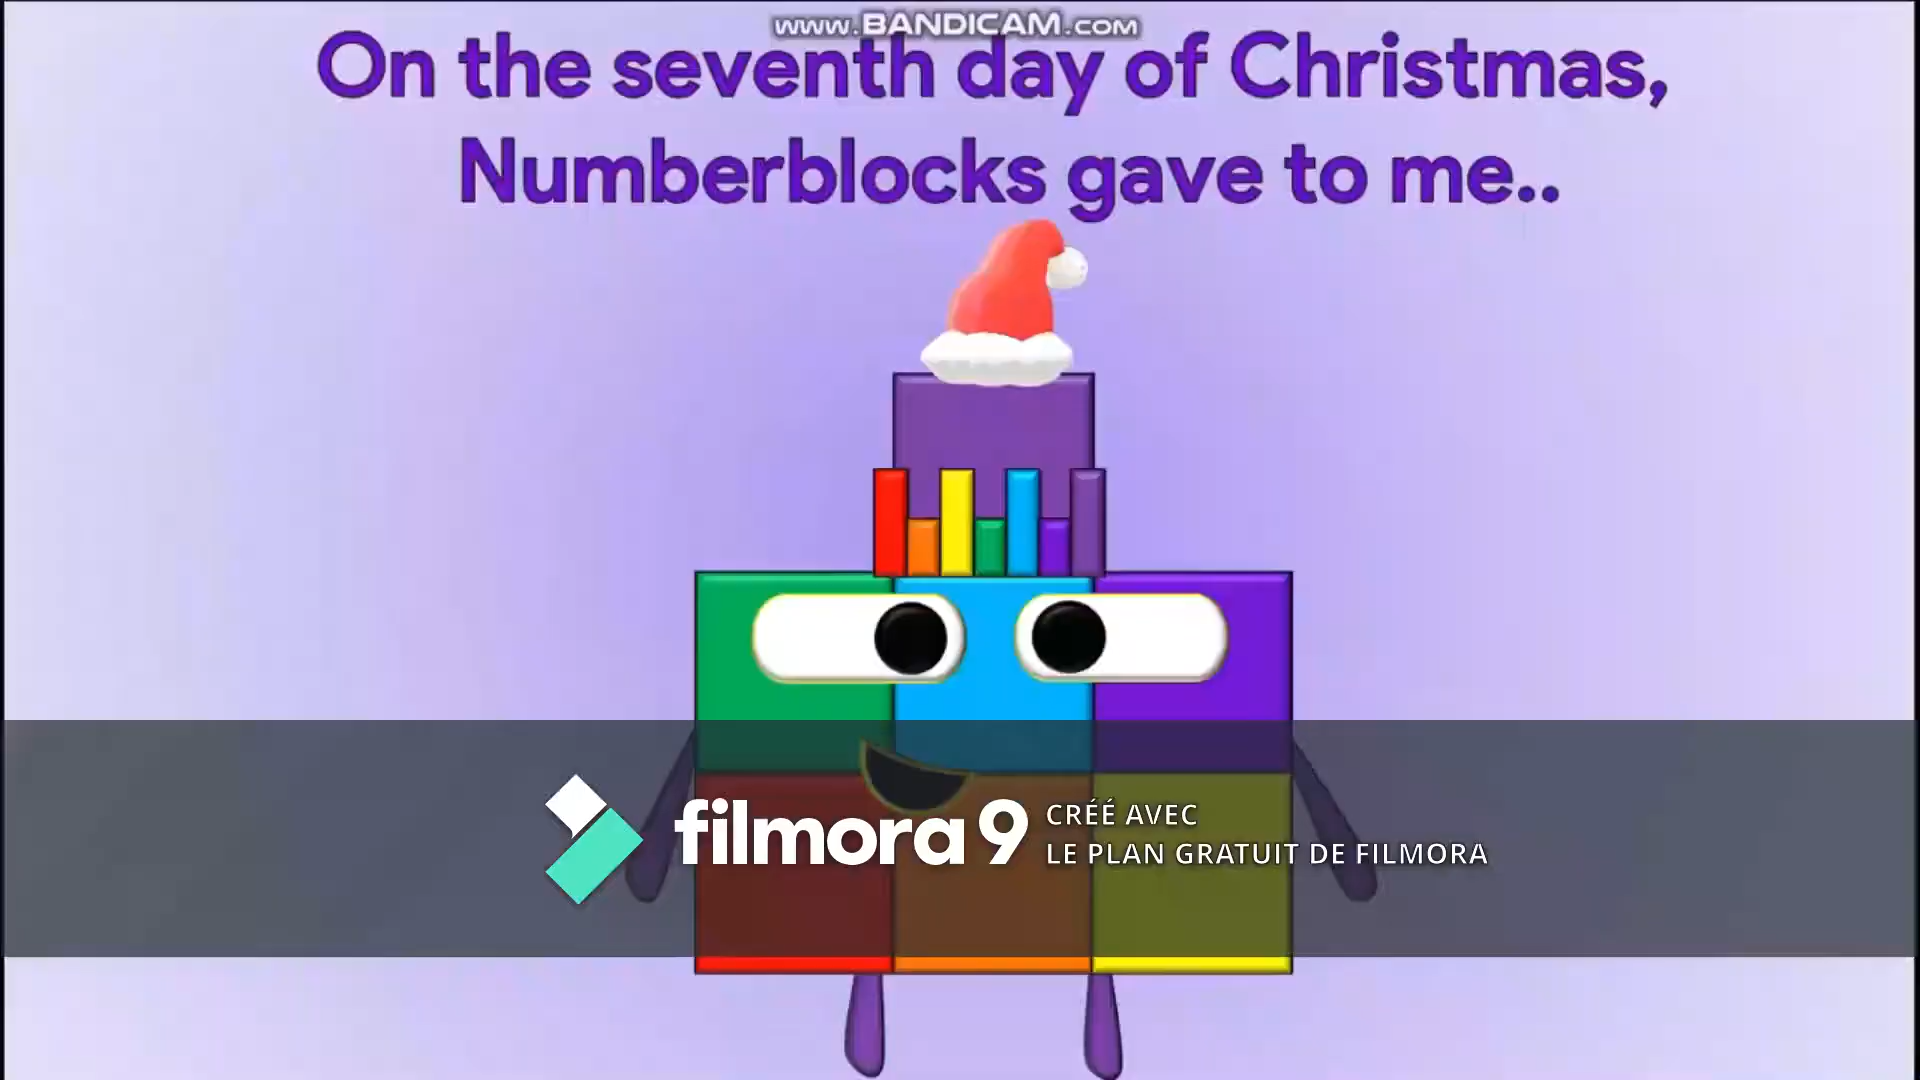 www.BANDICAM.com
On the seventh day of Christmas,
Numberblocks gave to me..
filmora9
CRÉÉ AVEC
LE PLAN GRATUIT DE FILMORA